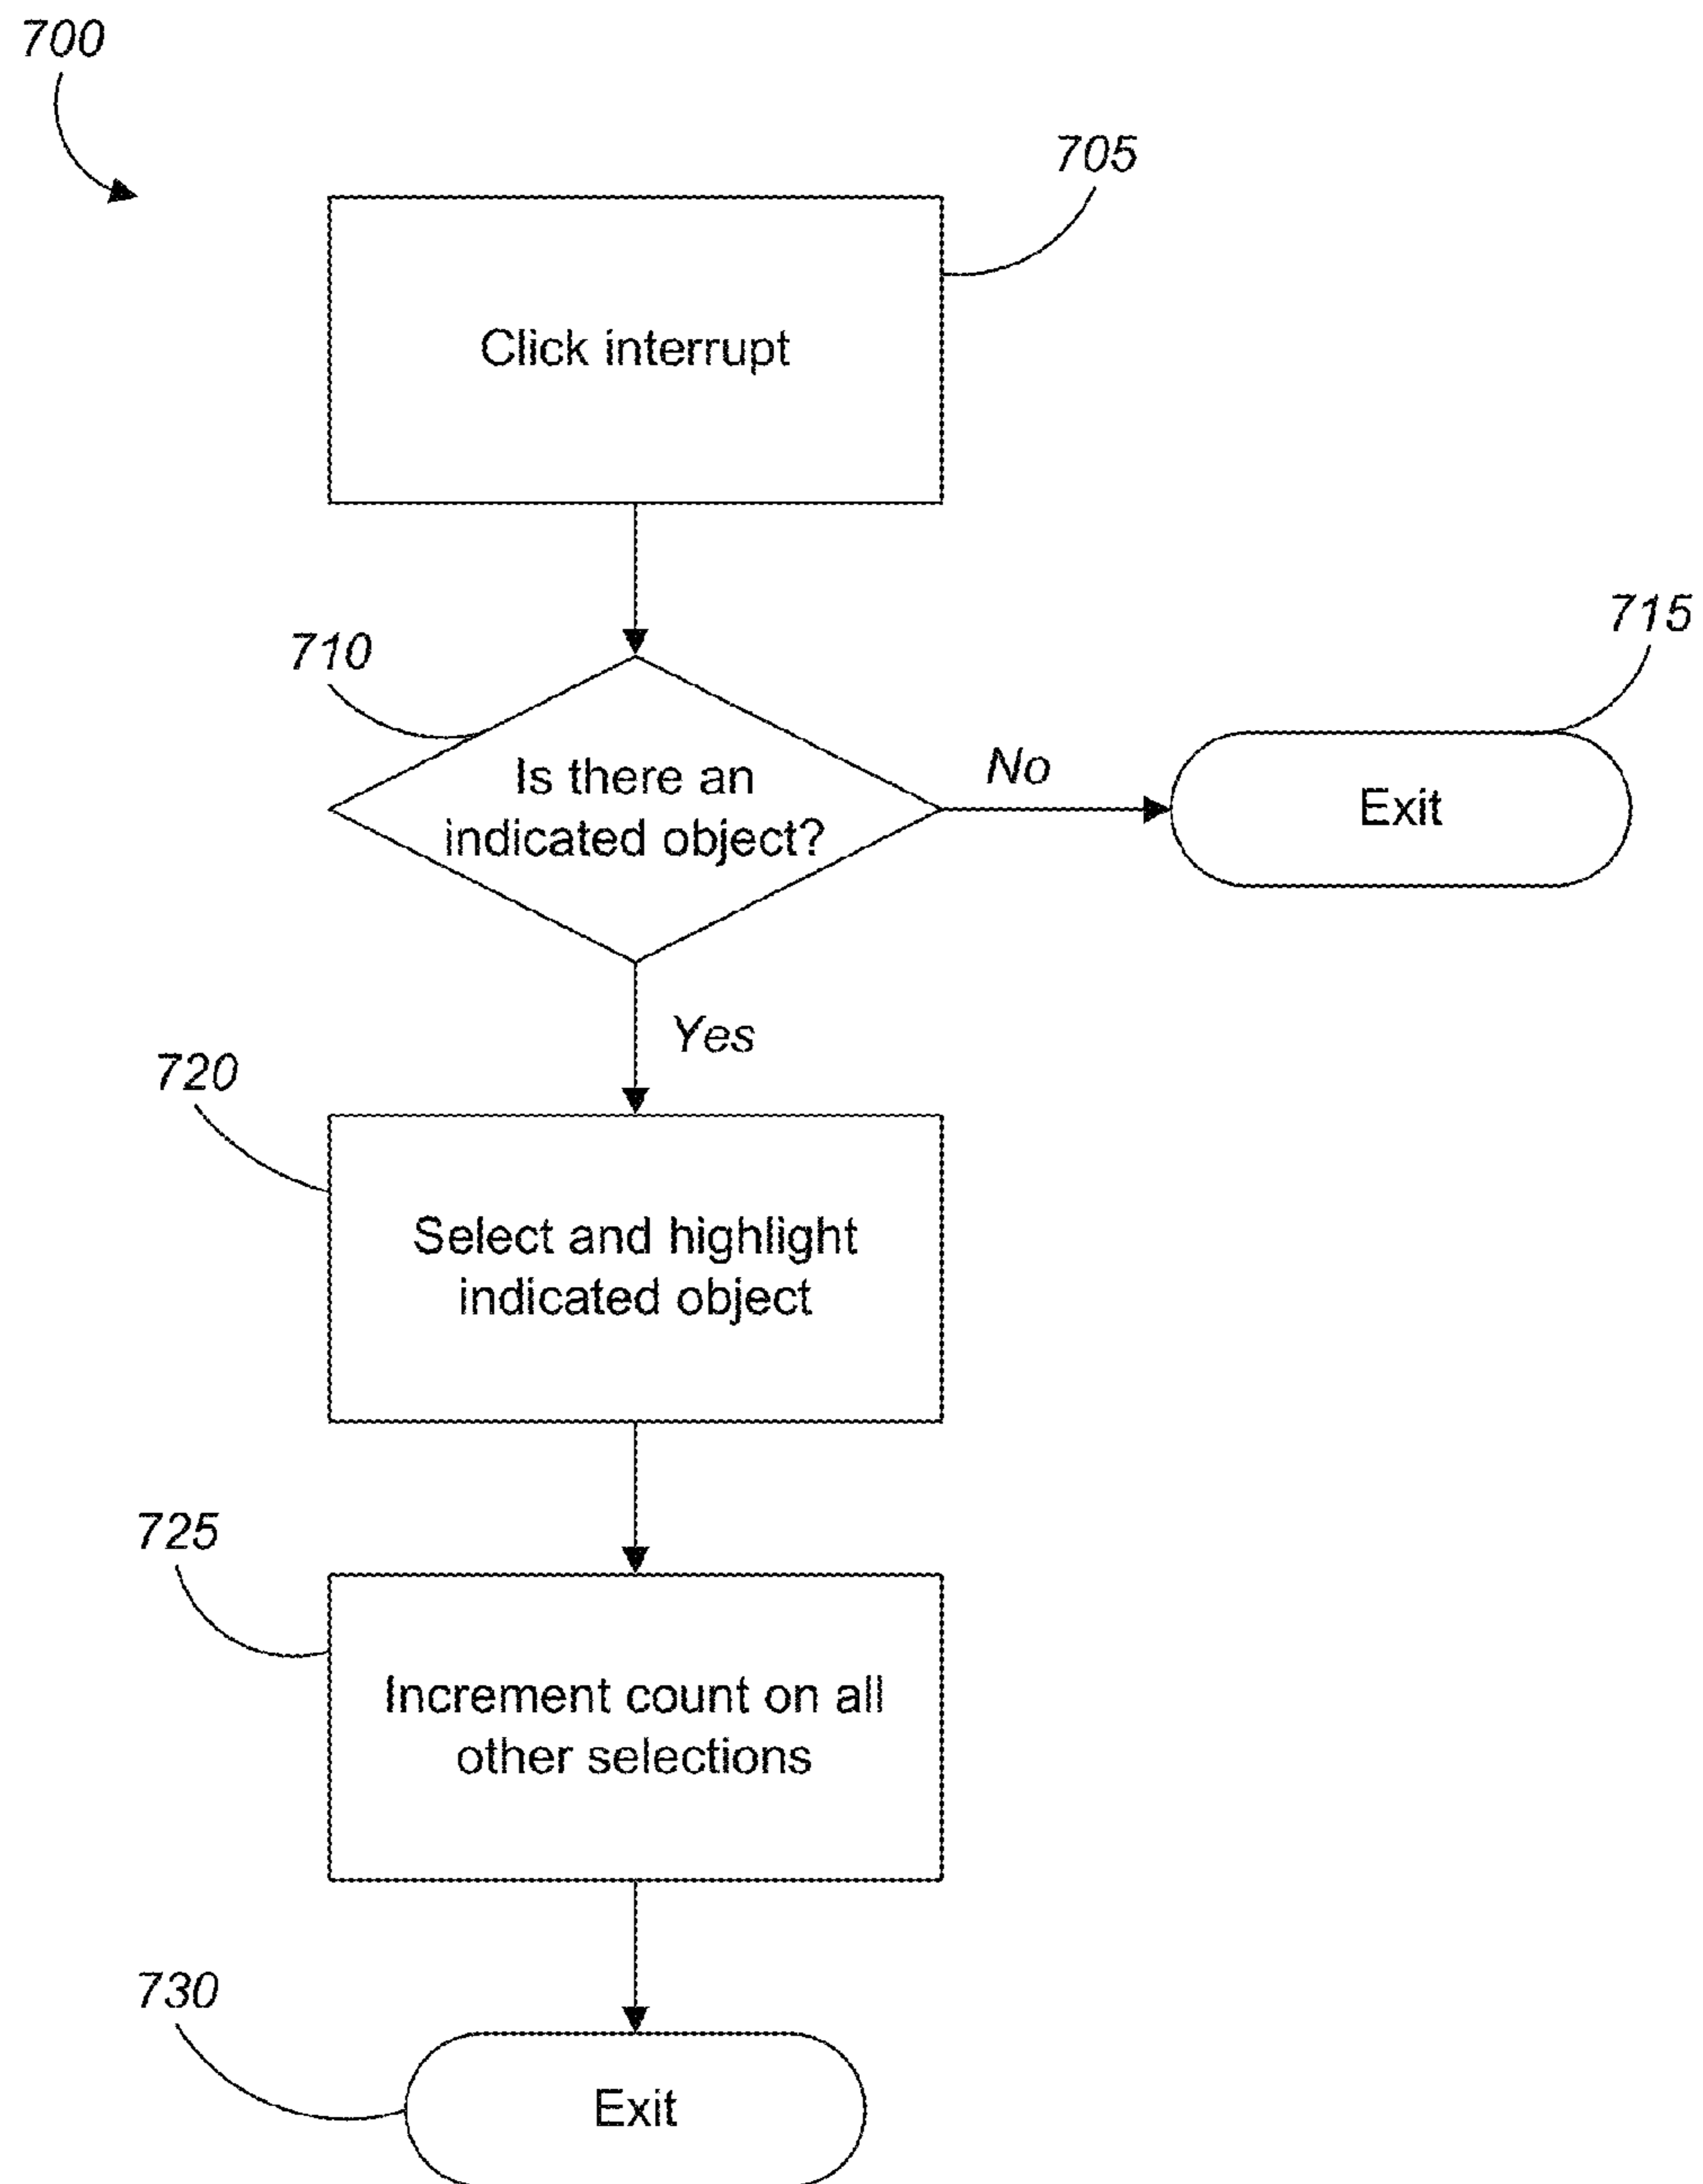 700
705
Click interrupt
710
715
Is there an
indicated object?
No
Exit
Yes
720
Select and highlight
indicated object
725
Increment count on all
other selections
730
Exit